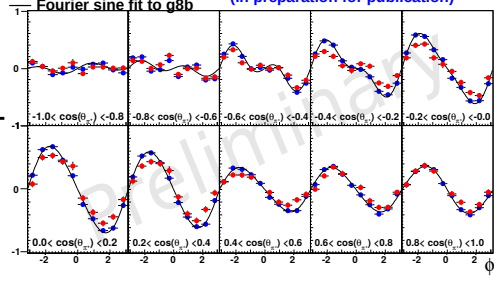 Fourier sine fit to g8b (in preparation for publication)
1
0
-1.0< cos(θπ+) <-0.8 -0.8< cos(θπ+) <-0.6 -0.6< cos(θπ+) <-0.4 -0.4< cos(θπ+) <-0.2 -0.2< cos(θπ+) <-0.0
-1
0
0.0< cos(θπ+) <0.2 0.2< cos(θπ+) <0.4 0.4< cos(θπ+) <0.6 0.6< cos(θπ+) <0.8 0.8< cos(θπ+) <1.0
-1
-2 0 2 -2 0 2 -2 0 2 -2 0 2 -2 0 2
ϕ
Preliminary